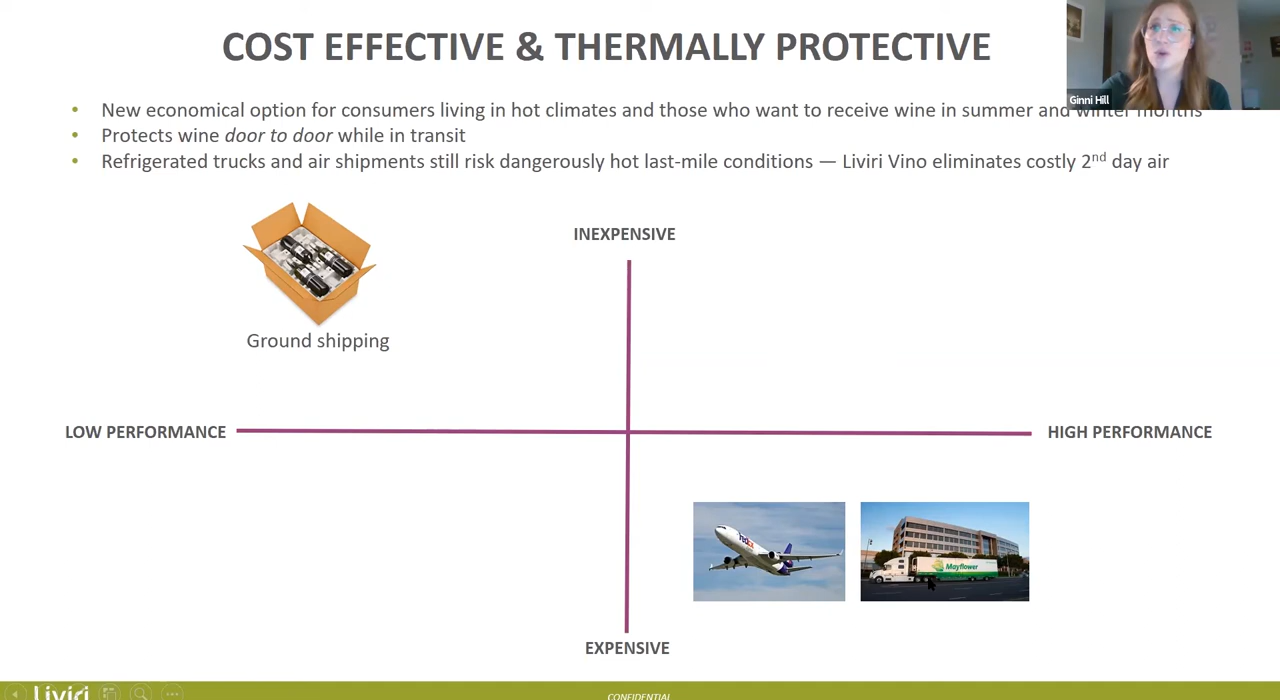 COST EFFECTIVE & THERMALLY PROTECTIVE
Ginni Hill
• New economical option for consumers living in hot climates and those who want to receive wine in summer and winter months
• Protects wine door to door while in transit
• Refrigerated trucks and air shipments still risk dangerously hot last-mile conditions — Liviri Vino eliminates costly 2nd day air
INEXPENSIVE
Ground shipping
LOW PERFORMANCE
HIGH PERFORMANCE
FedEx
Mayflower
EXPENSIVE
Liviri
CONFIDENTIAL